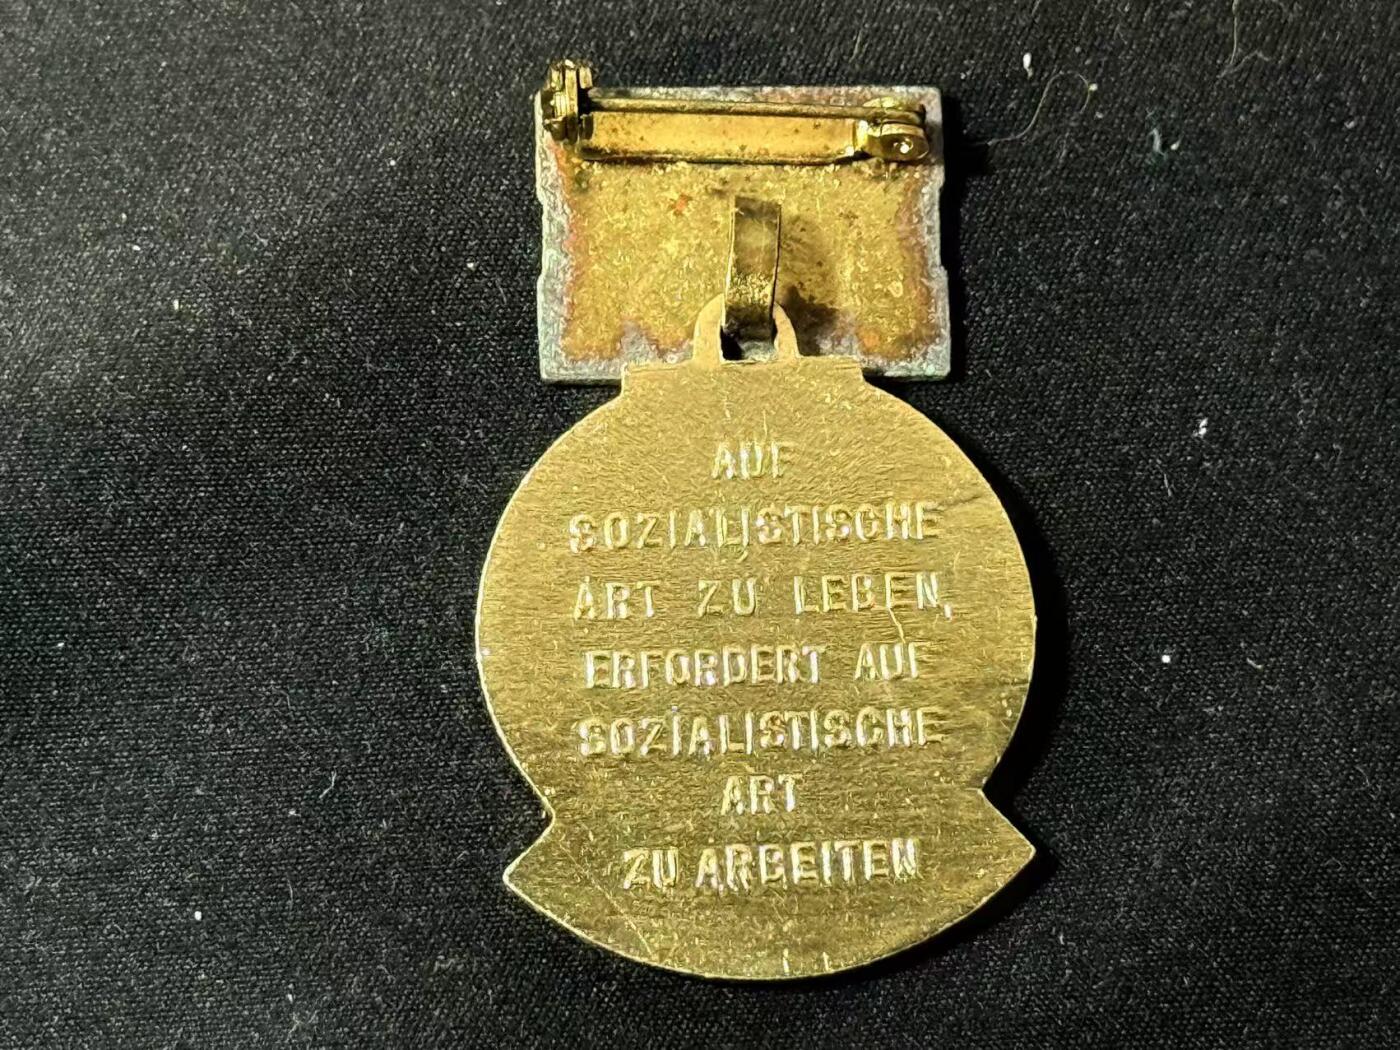 AUF
SOZIALISTISCHE
ART ZU LEBEN,
ERFORDERT AUF
SOZIALISTISCHE
ART
ZU ARBEITEN